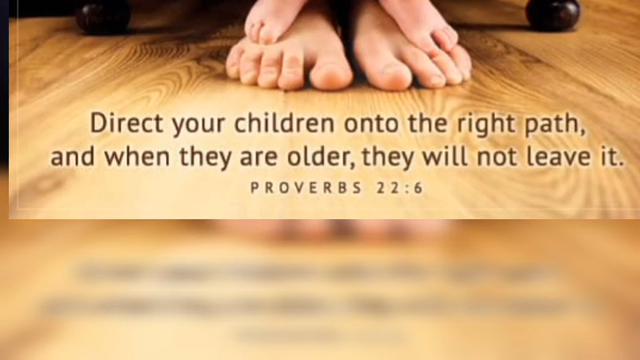 Direct your children onto the right path,
and when they are older, they will not leave it.
PROVERBS 22:6